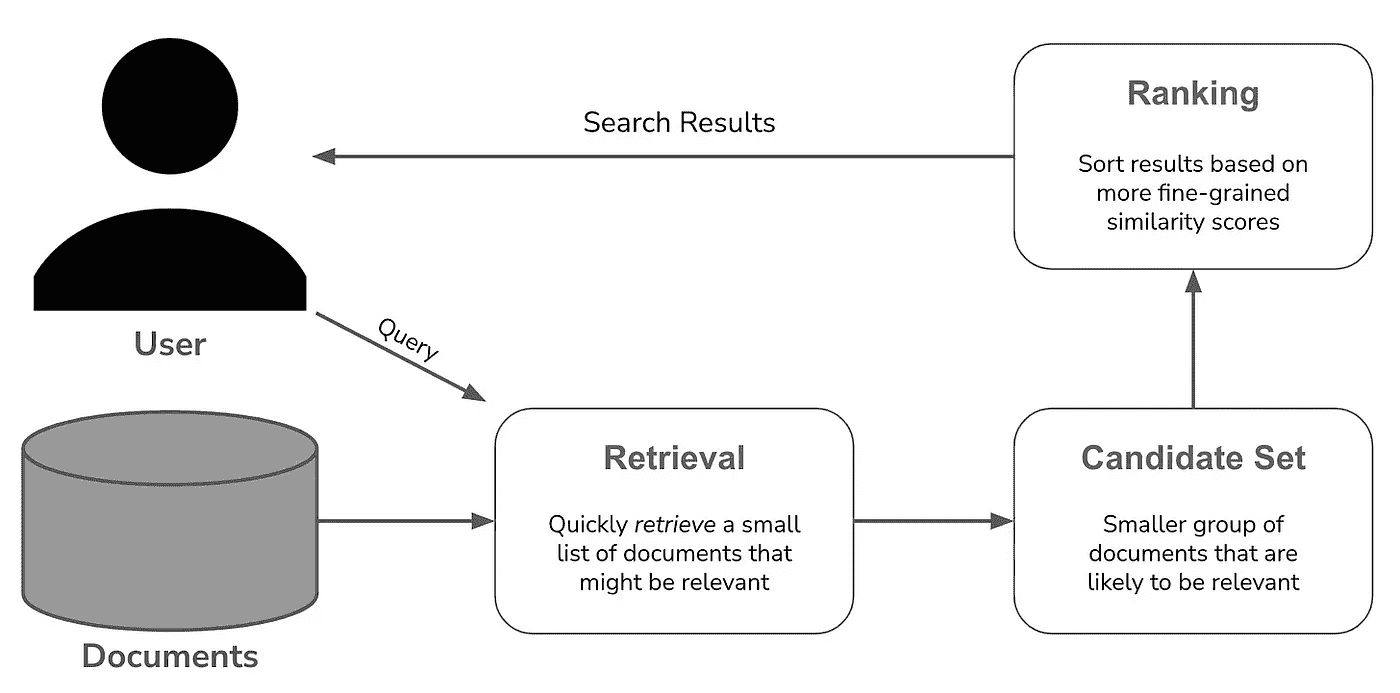 Search Results
Ranking
Sort results based on
more fine-grained
similarity scores
User
Query
Documents
Retrieval
Quickly retrieve a small
list of documents that
might be relevant
Candidate Set
Smaller group of
documents that are
likely to be relevant